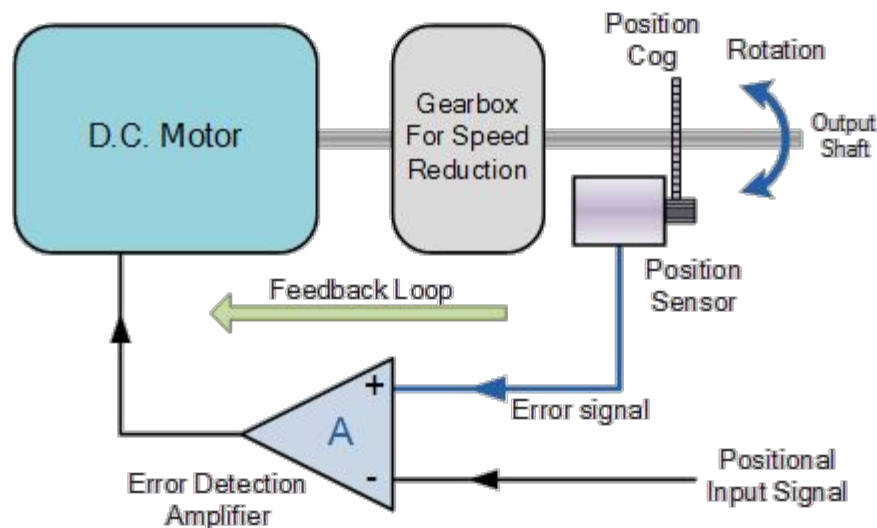 Position
Cog
Rotation
D.C. Motor
Gearbox
For Speed
Reduction
Output
Shaft
Position
Sensor
Feedback Loop
+
Error signal
A
-
Error Detection
Amplifier
Positional
Input Signal